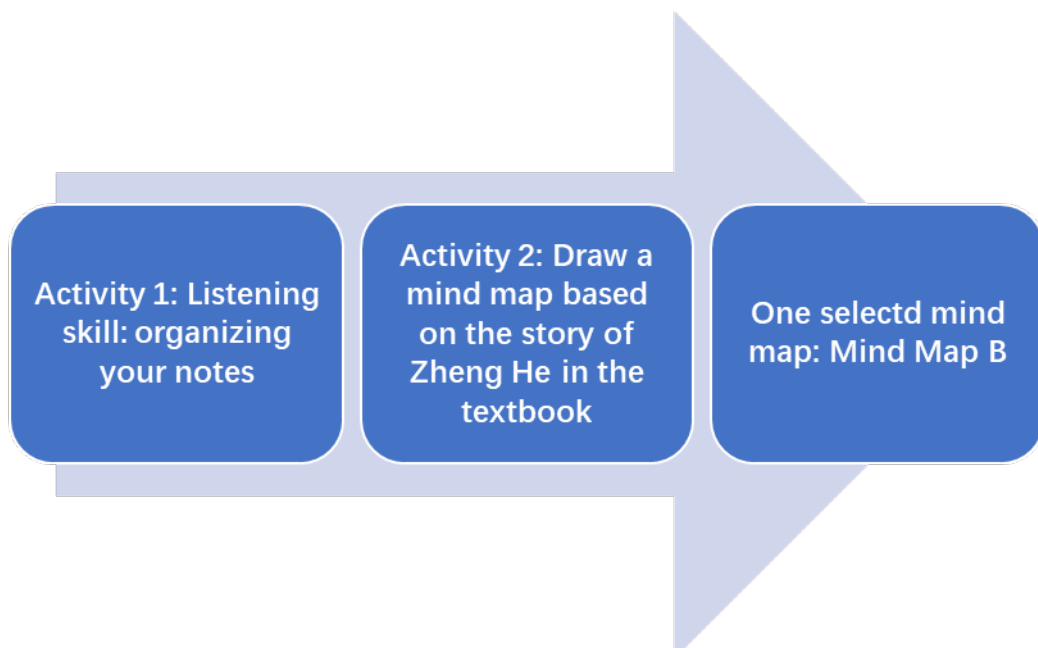 Activity 1: Listening
skill: organizing
your notes
Activity 2: Draw a
mind map based
on the story of
Zheng He in the
textbook
One selectd mind
map: Mind Map B